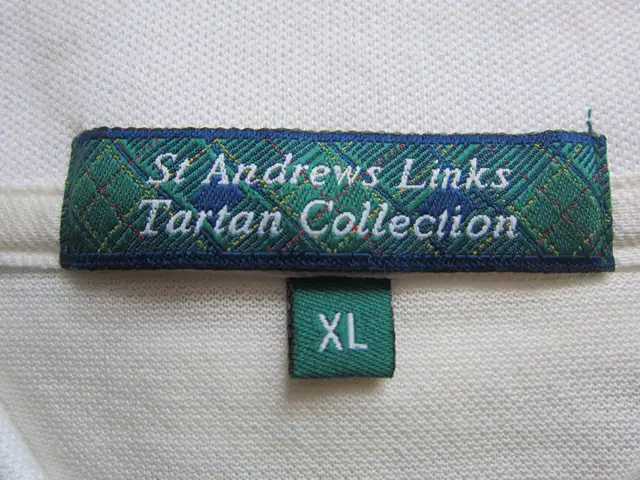 St Andrews Links
Tartan Collection
XL